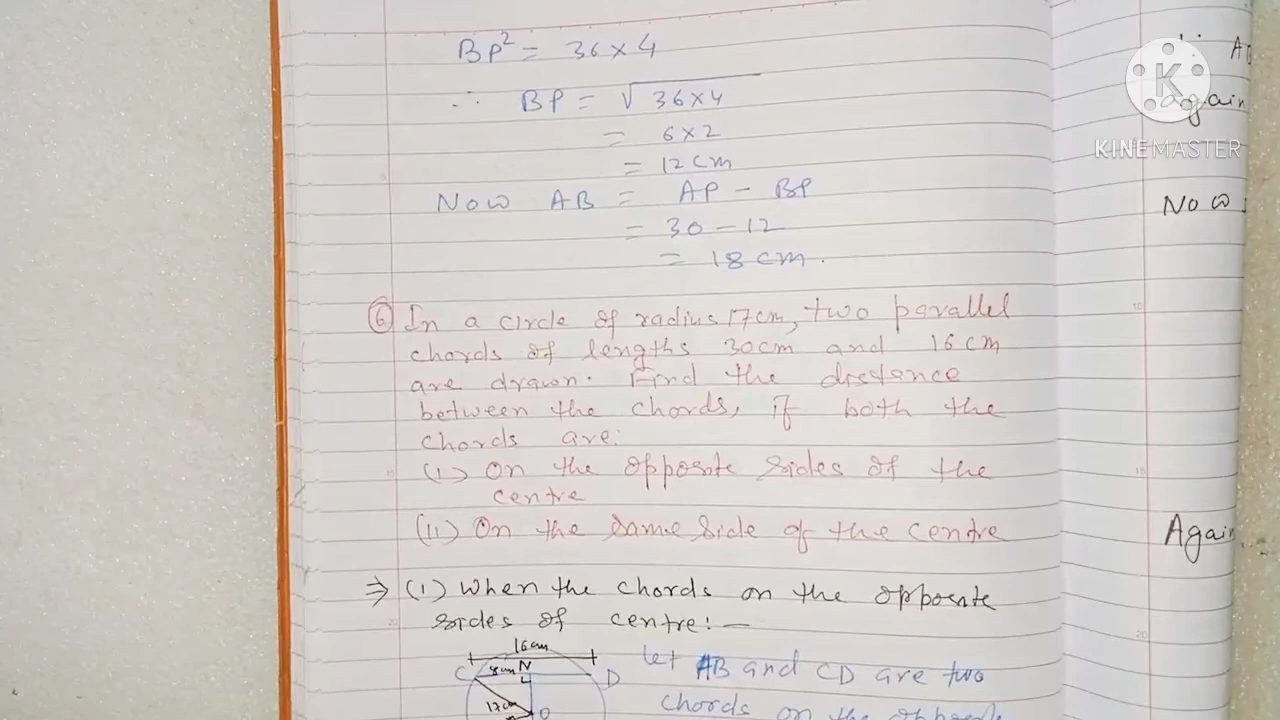 BP² = 36 × 4
∴ BP = √36×4
= 6×2
= 12 cm
Now AB = AP - BP
= 30 - 12
= 18 cm.
⑥ In a circle of radius 17cm, two parallel
chords of lengths 30cm and 16cm
are drawn. Find the distance
between the chords, if both the
chords are:
(i) On the opposite sides of the
centre
(ii) On the same side of the centre
⇒ (i) When the chords on the opposite
sides of centre:—
16cm
C 8cm N D
17cm O
let AB and CD are two
chords on the
again
Now
Again
K
KINEMASTER